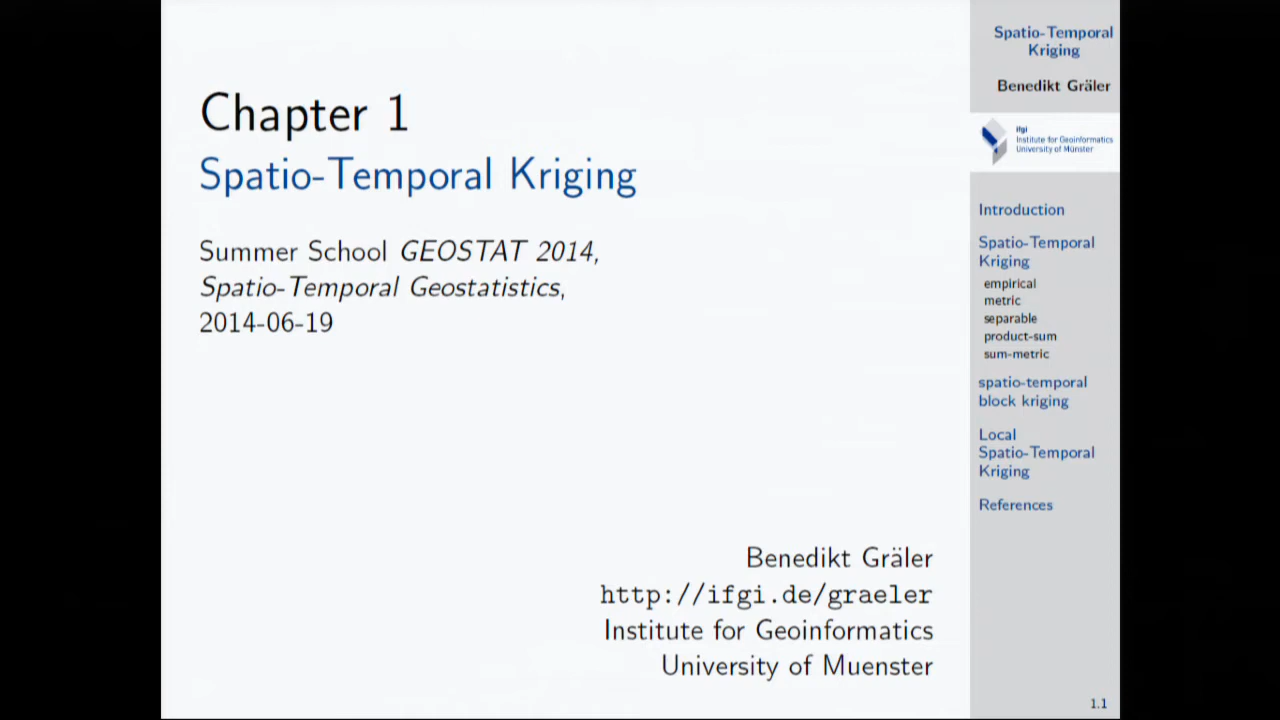 Chapter 1
Spatio-Temporal Kriging
Summer School GEOSTAT 2014,
Spatio-Temporal Geostatistics,
2014-06-19
Benedikt Gräler
http://ifgi.de/graeler
Institute for Geoinformatics
University of Muenster
Spatio-Temporal
Kriging
Benedikt Gräler
ifgi
Institute for Geoinformatics
University of Münster
Introduction
Spatio-Temporal
Kriging
empirical
metric
separable
product-sum
sum-metric
spatio-temporal
block kriging
Local
Spatio-Temporal
Kriging
References
1.1